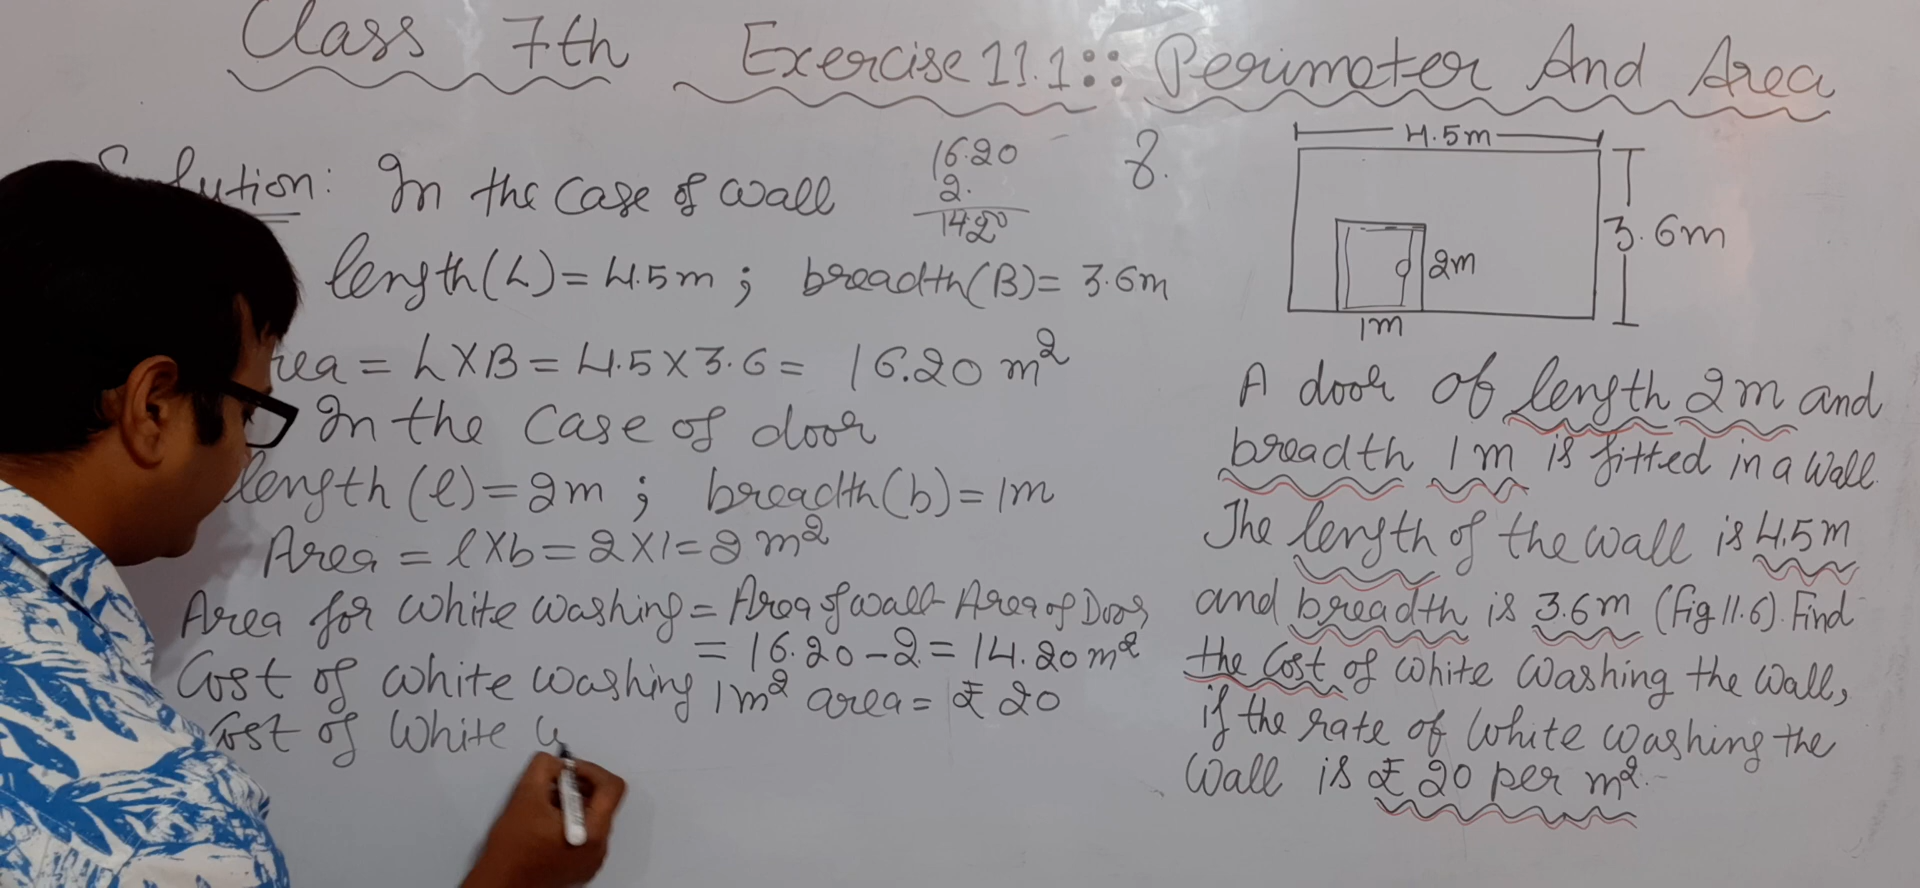 Class 7th Exercise 11.1:: Perimeter And Area
Solution: In the case of wall
16.20
2.
14.20
length(L)=4.5m; breadth(B)= 3.6m
Area = L×B = 4.5×3.6 = 16.20 m²
In the case of door
length (l)=2m; breadth(b)=1m
Area = l×b=2×1=2 m²
Area for white washing = Area of wall- Area of Door
= 16.20-2 = 14.20 m²
Cost of white washing 1m² area = ₹ 20
Cost of White
8.
4.5m
3.6m
2m
1m
A door of length 2m and
breadth 1m is fitted in a wall.
The length of the wall is 4.5m
and breadth is 3.6m (Fig 11.6). Find
the cost of white washing the wall,
if the rate of white washing the
wall is ₹ 20 per m².